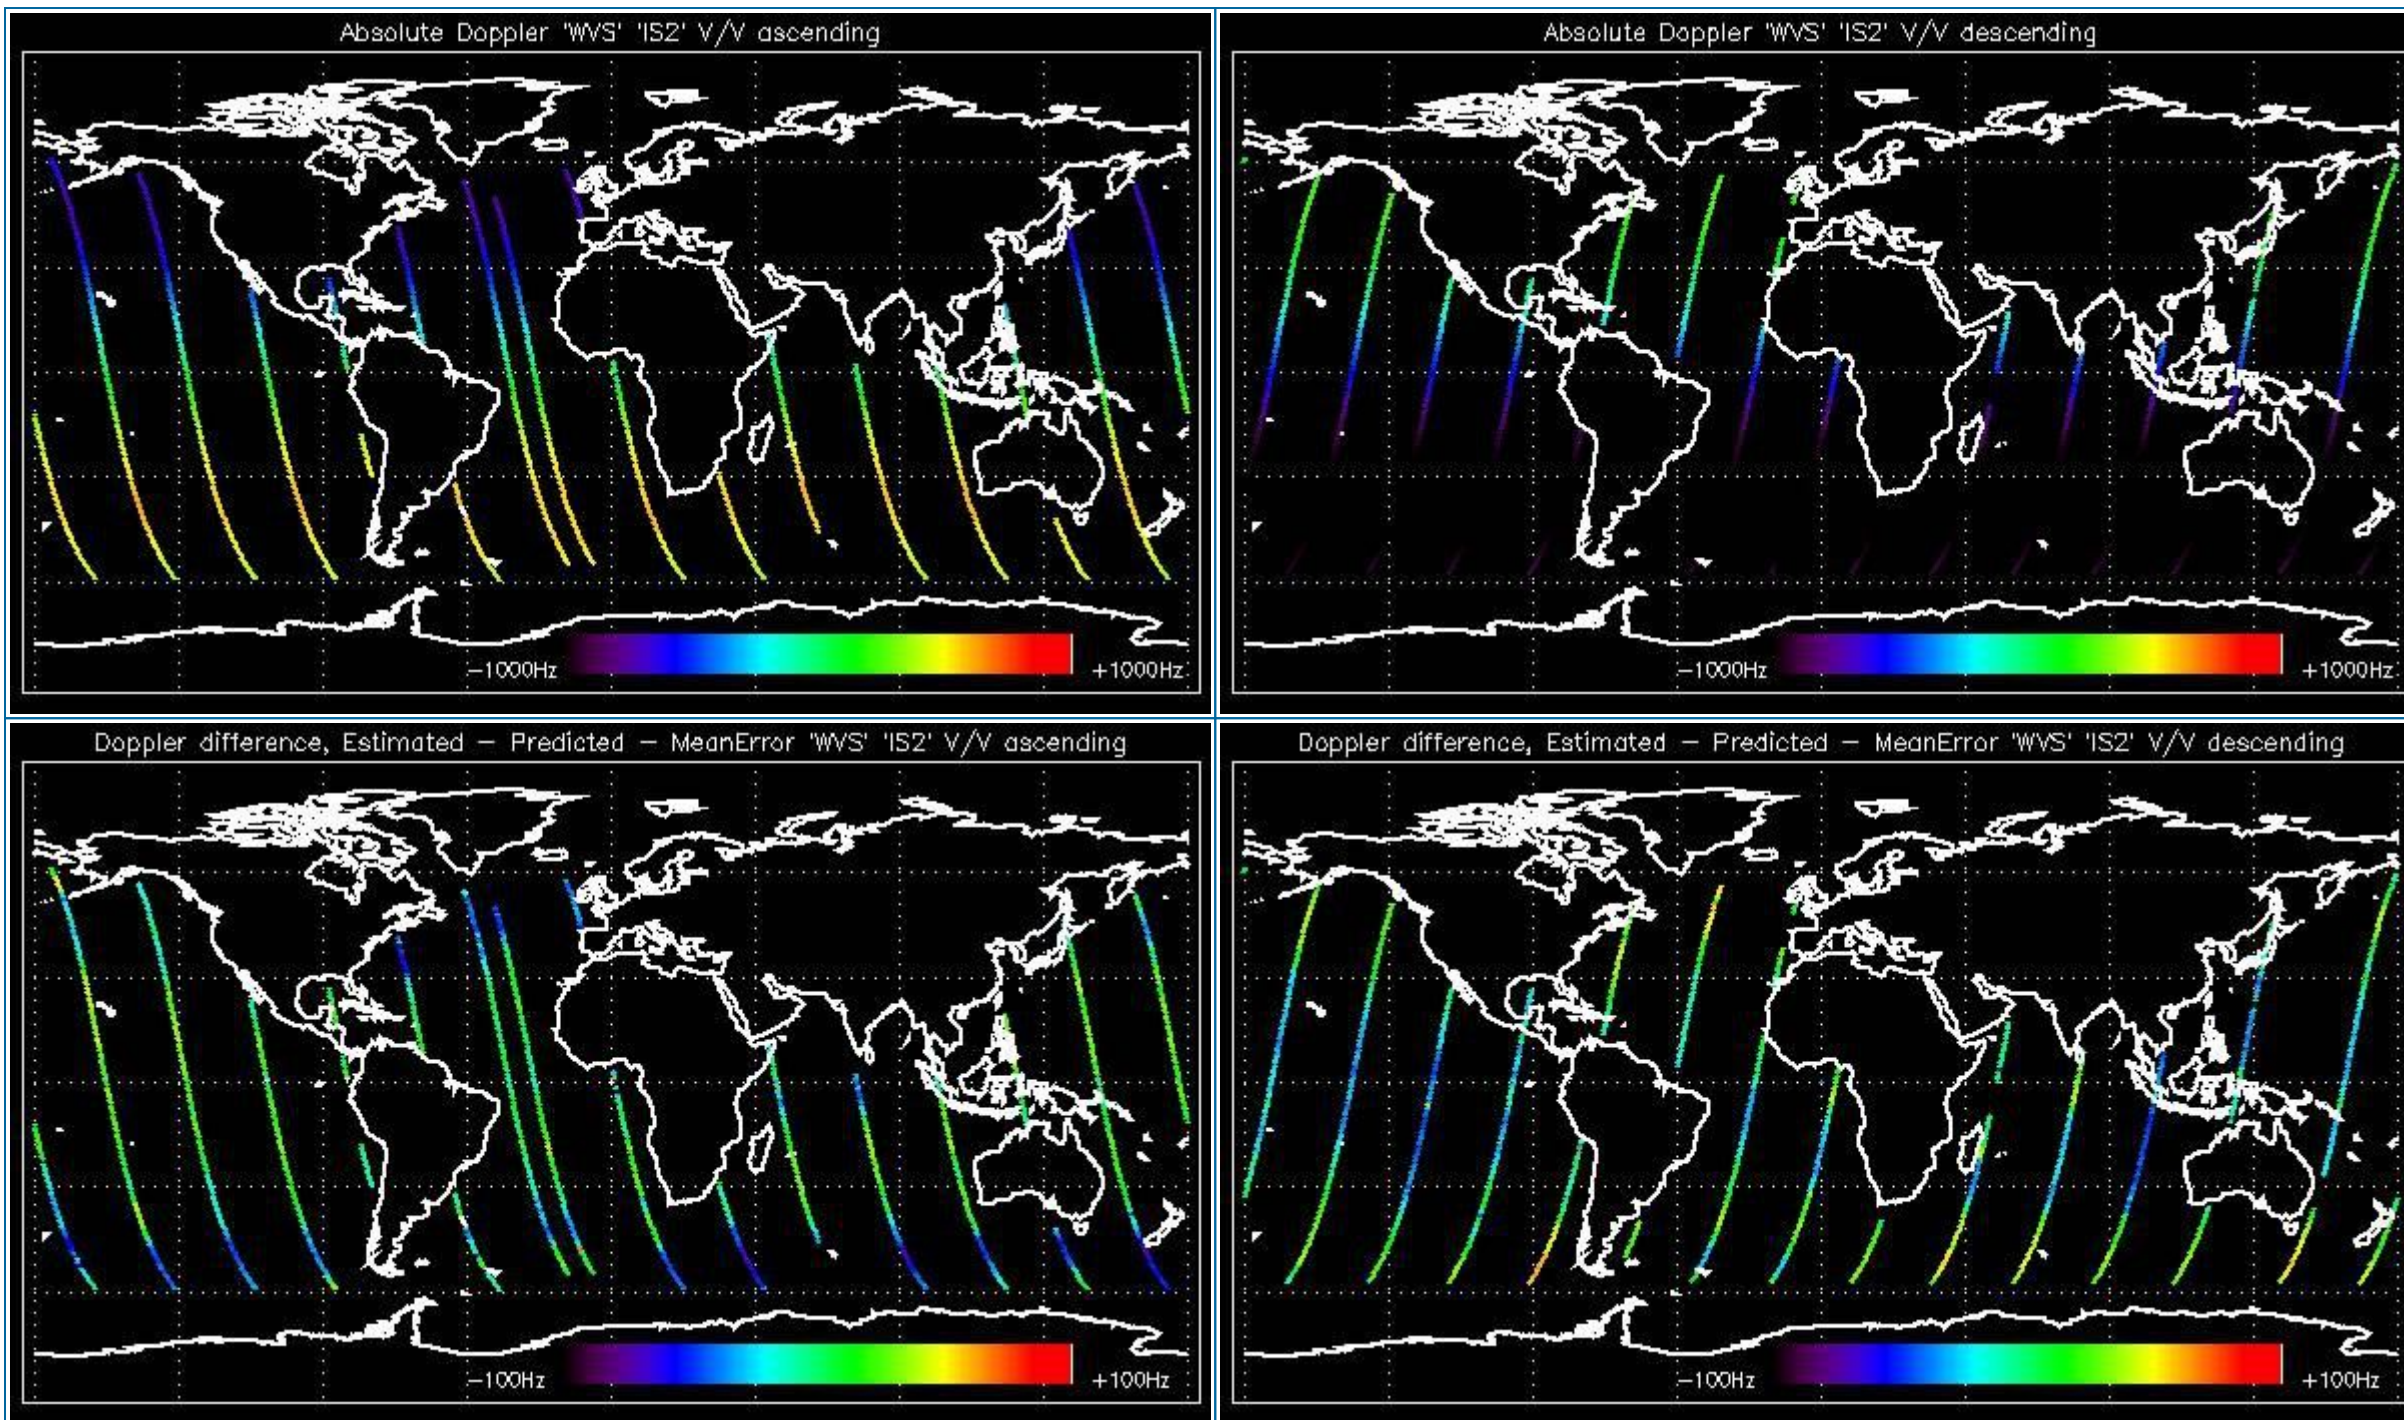 Absolute Doppler 'WVS' 'IS2' V/V ascending
-1000Hz
+1000Hz
Absolute Doppler 'WVS' 'IS2' V/V descending
-1000Hz
+1000Hz
Doppler difference, Estimated - Predicted - MeanError 'WVS' 'IS2' V/V ascending
-100Hz
+100Hz
Doppler difference, Estimated - Predicted - MeanError 'WVS' 'IS2' V/V descending
-100Hz
+100Hz